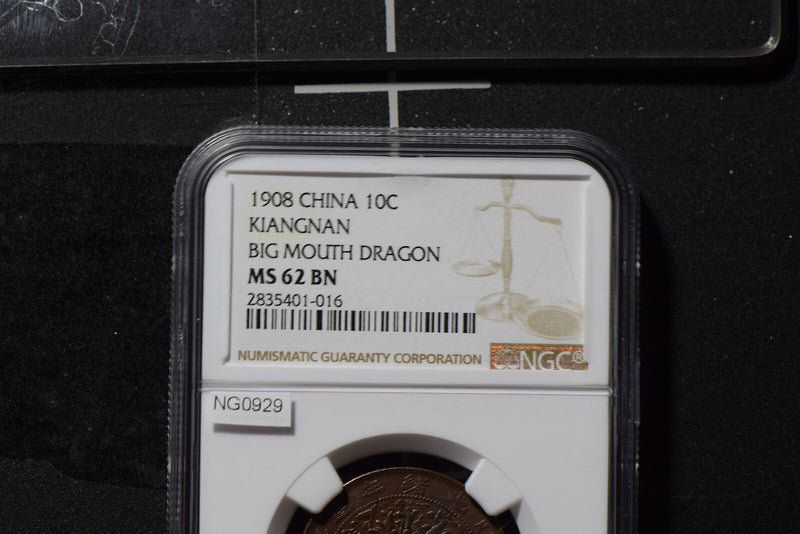 1908 CHINA 10C
KIANGNAN
BIG MOUTH DRAGON
MS 62 BN
2835401-016
NUMISMATIC GUARANTY CORPORATION
NGC®
NG0929